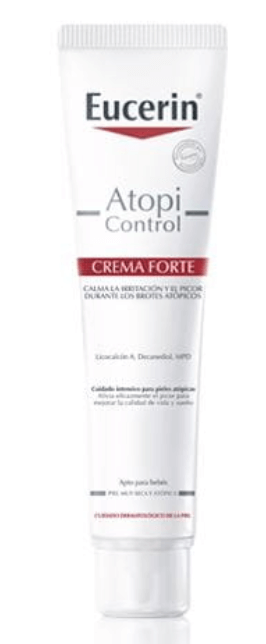 Eucerin®
Atopi
Control
CREMA FORTE
CALMA LA IRRITACIÓN Y EL PICOR
DURANTE LOS BROTES ATÓPICOS
Licocalcón A, Decanediol, MPD
Cuidado intensivo para pieles atópicas
Alivia eficazmente el picor para
mejorar la calidad de vida y sueño
Apto para bebés
PIEL MUY SECA Y ATÓPICA
CUIDADO DERMATOLÓGICO DE LA PIEL